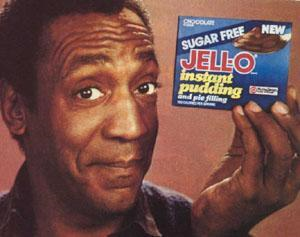 CHOCOLATE
SUGAR FREE
NEW
JELL-O
instant
pudding
and pie filling